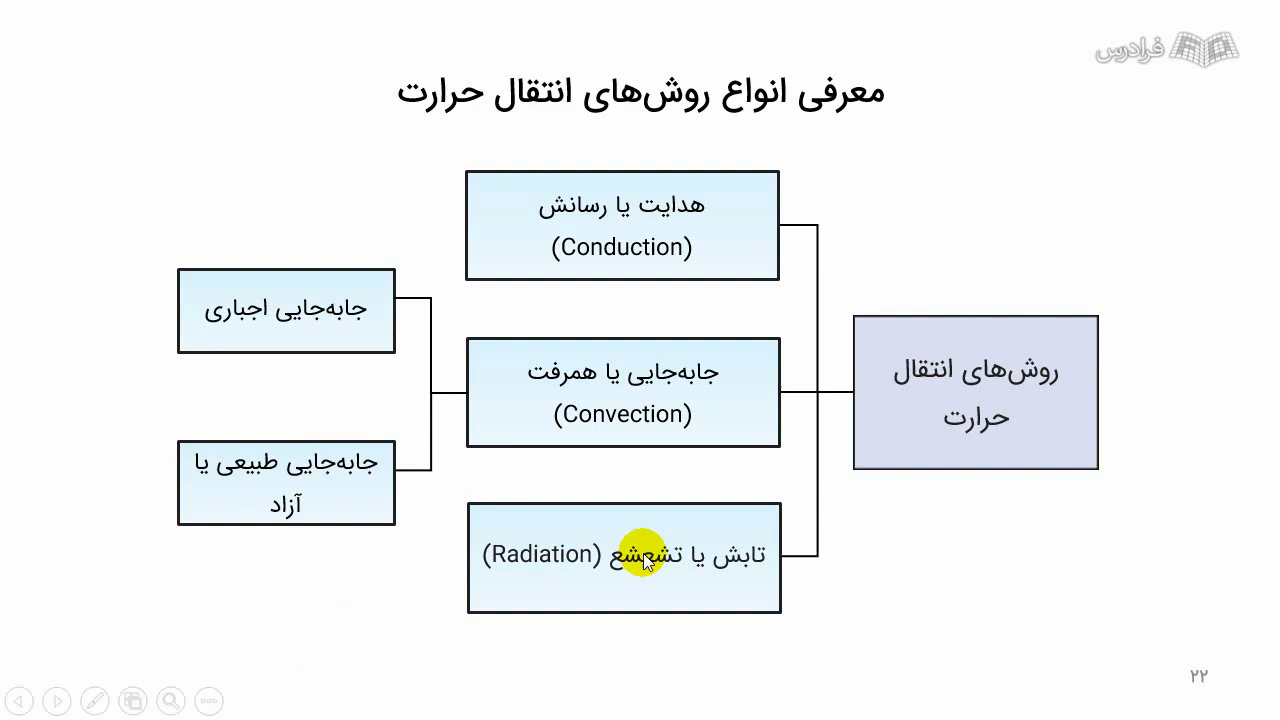 فرادرس
معرفی انواع روش‌های انتقال حرارت
روش‌های انتقال
حرارت
هدایت یا رسانش
(Conduction)
جابه‌جایی یا همرفت
(Convection)
تابش یا تشعشع (Radiation)
جابه‌جایی اجباری
جابه‌جایی طبیعی یا
آزاد
۲۲